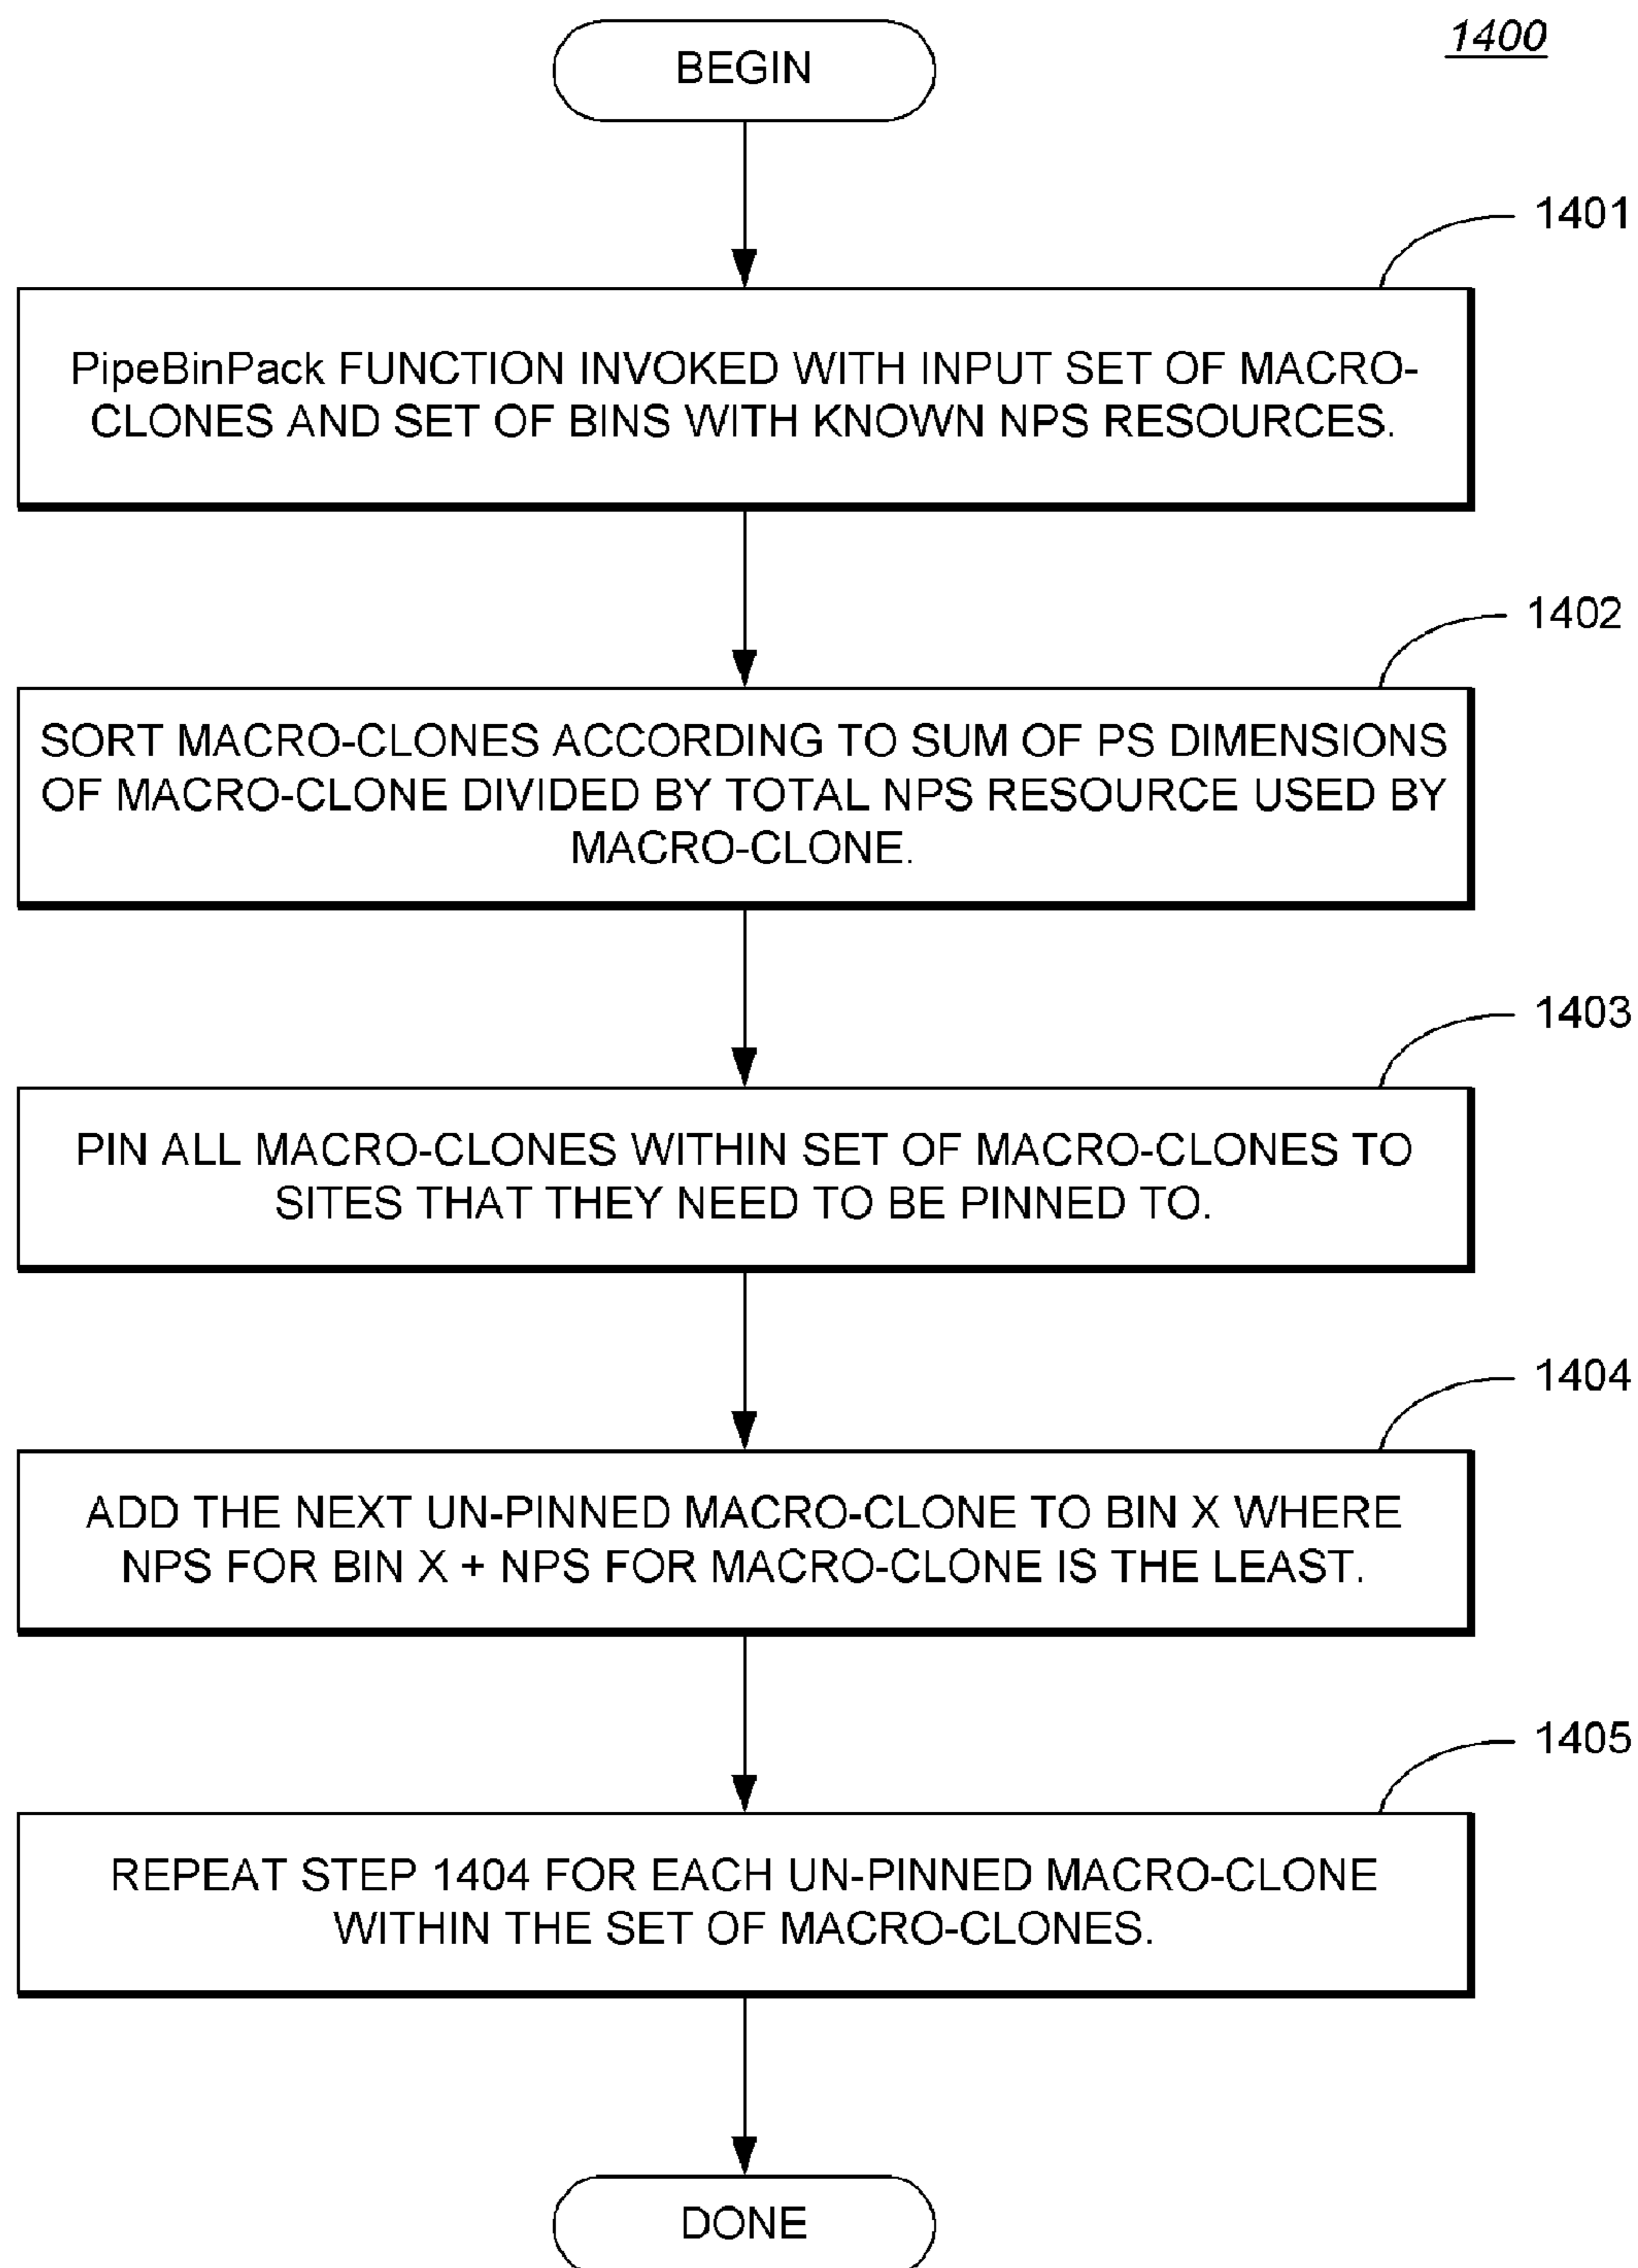 1400
BEGIN
1401
PipeBinPack FUNCTION INVOKED WITH INPUT SET OF MACRO-
CLONES AND SET OF BINS WITH KNOWN NPS RESOURCES.
1402
SORT MACRO-CLONES ACCORDING TO SUM OF PS DIMENSIONS
OF MACRO-CLONE DIVIDED BY TOTAL NPS RESOURCE USED BY
MACRO-CLONE.
1403
PIN ALL MACRO-CLONES WITHIN SET OF MACRO-CLONES TO
SITES THAT THEY NEED TO BE PINNED TO.
1404
ADD THE NEXT UN-PINNED MACRO-CLONE TO BIN X WHERE
NPS FOR BIN X + NPS FOR MACRO-CLONE IS THE LEAST.
1405
REPEAT STEP 1404 FOR EACH UN-PINNED MACRO-CLONE
WITHIN THE SET OF MACRO-CLONES.
DONE